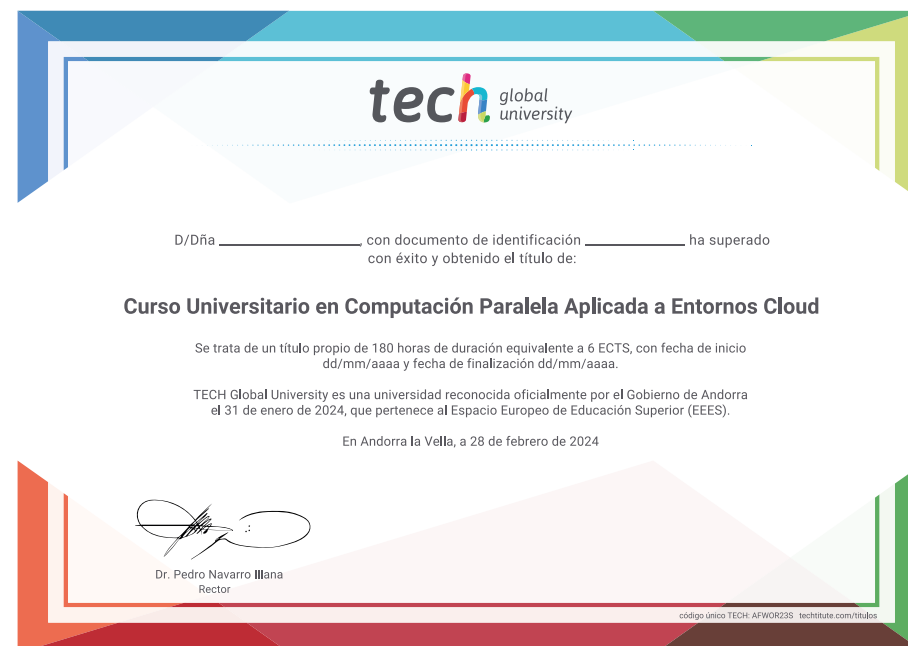 tech global university
D/Dña ____________________, con documento de identificación ______________ ha superado
con éxito y obtenido el título de:
Curso Universitario en Computación Paralela Aplicada a Entornos Cloud
Se trata de un título propio de 180 horas de duración equivalente a 6 ECTS, con fecha de inicio
dd/mm/aaaa y fecha de finalización dd/mm/aaaa.
TECH Global University es una universidad reconocida oficialmente por el Gobierno de Andorra
el 31 de enero de 2024, que pertenece al Espacio Europeo de Educación Superior (EEES).
En Andorra la Vella, a 28 de febrero de 2024
Dr. Pedro Navarro Illana
Rector
código único TECH: AFWOR23S techtitute.com/titulos